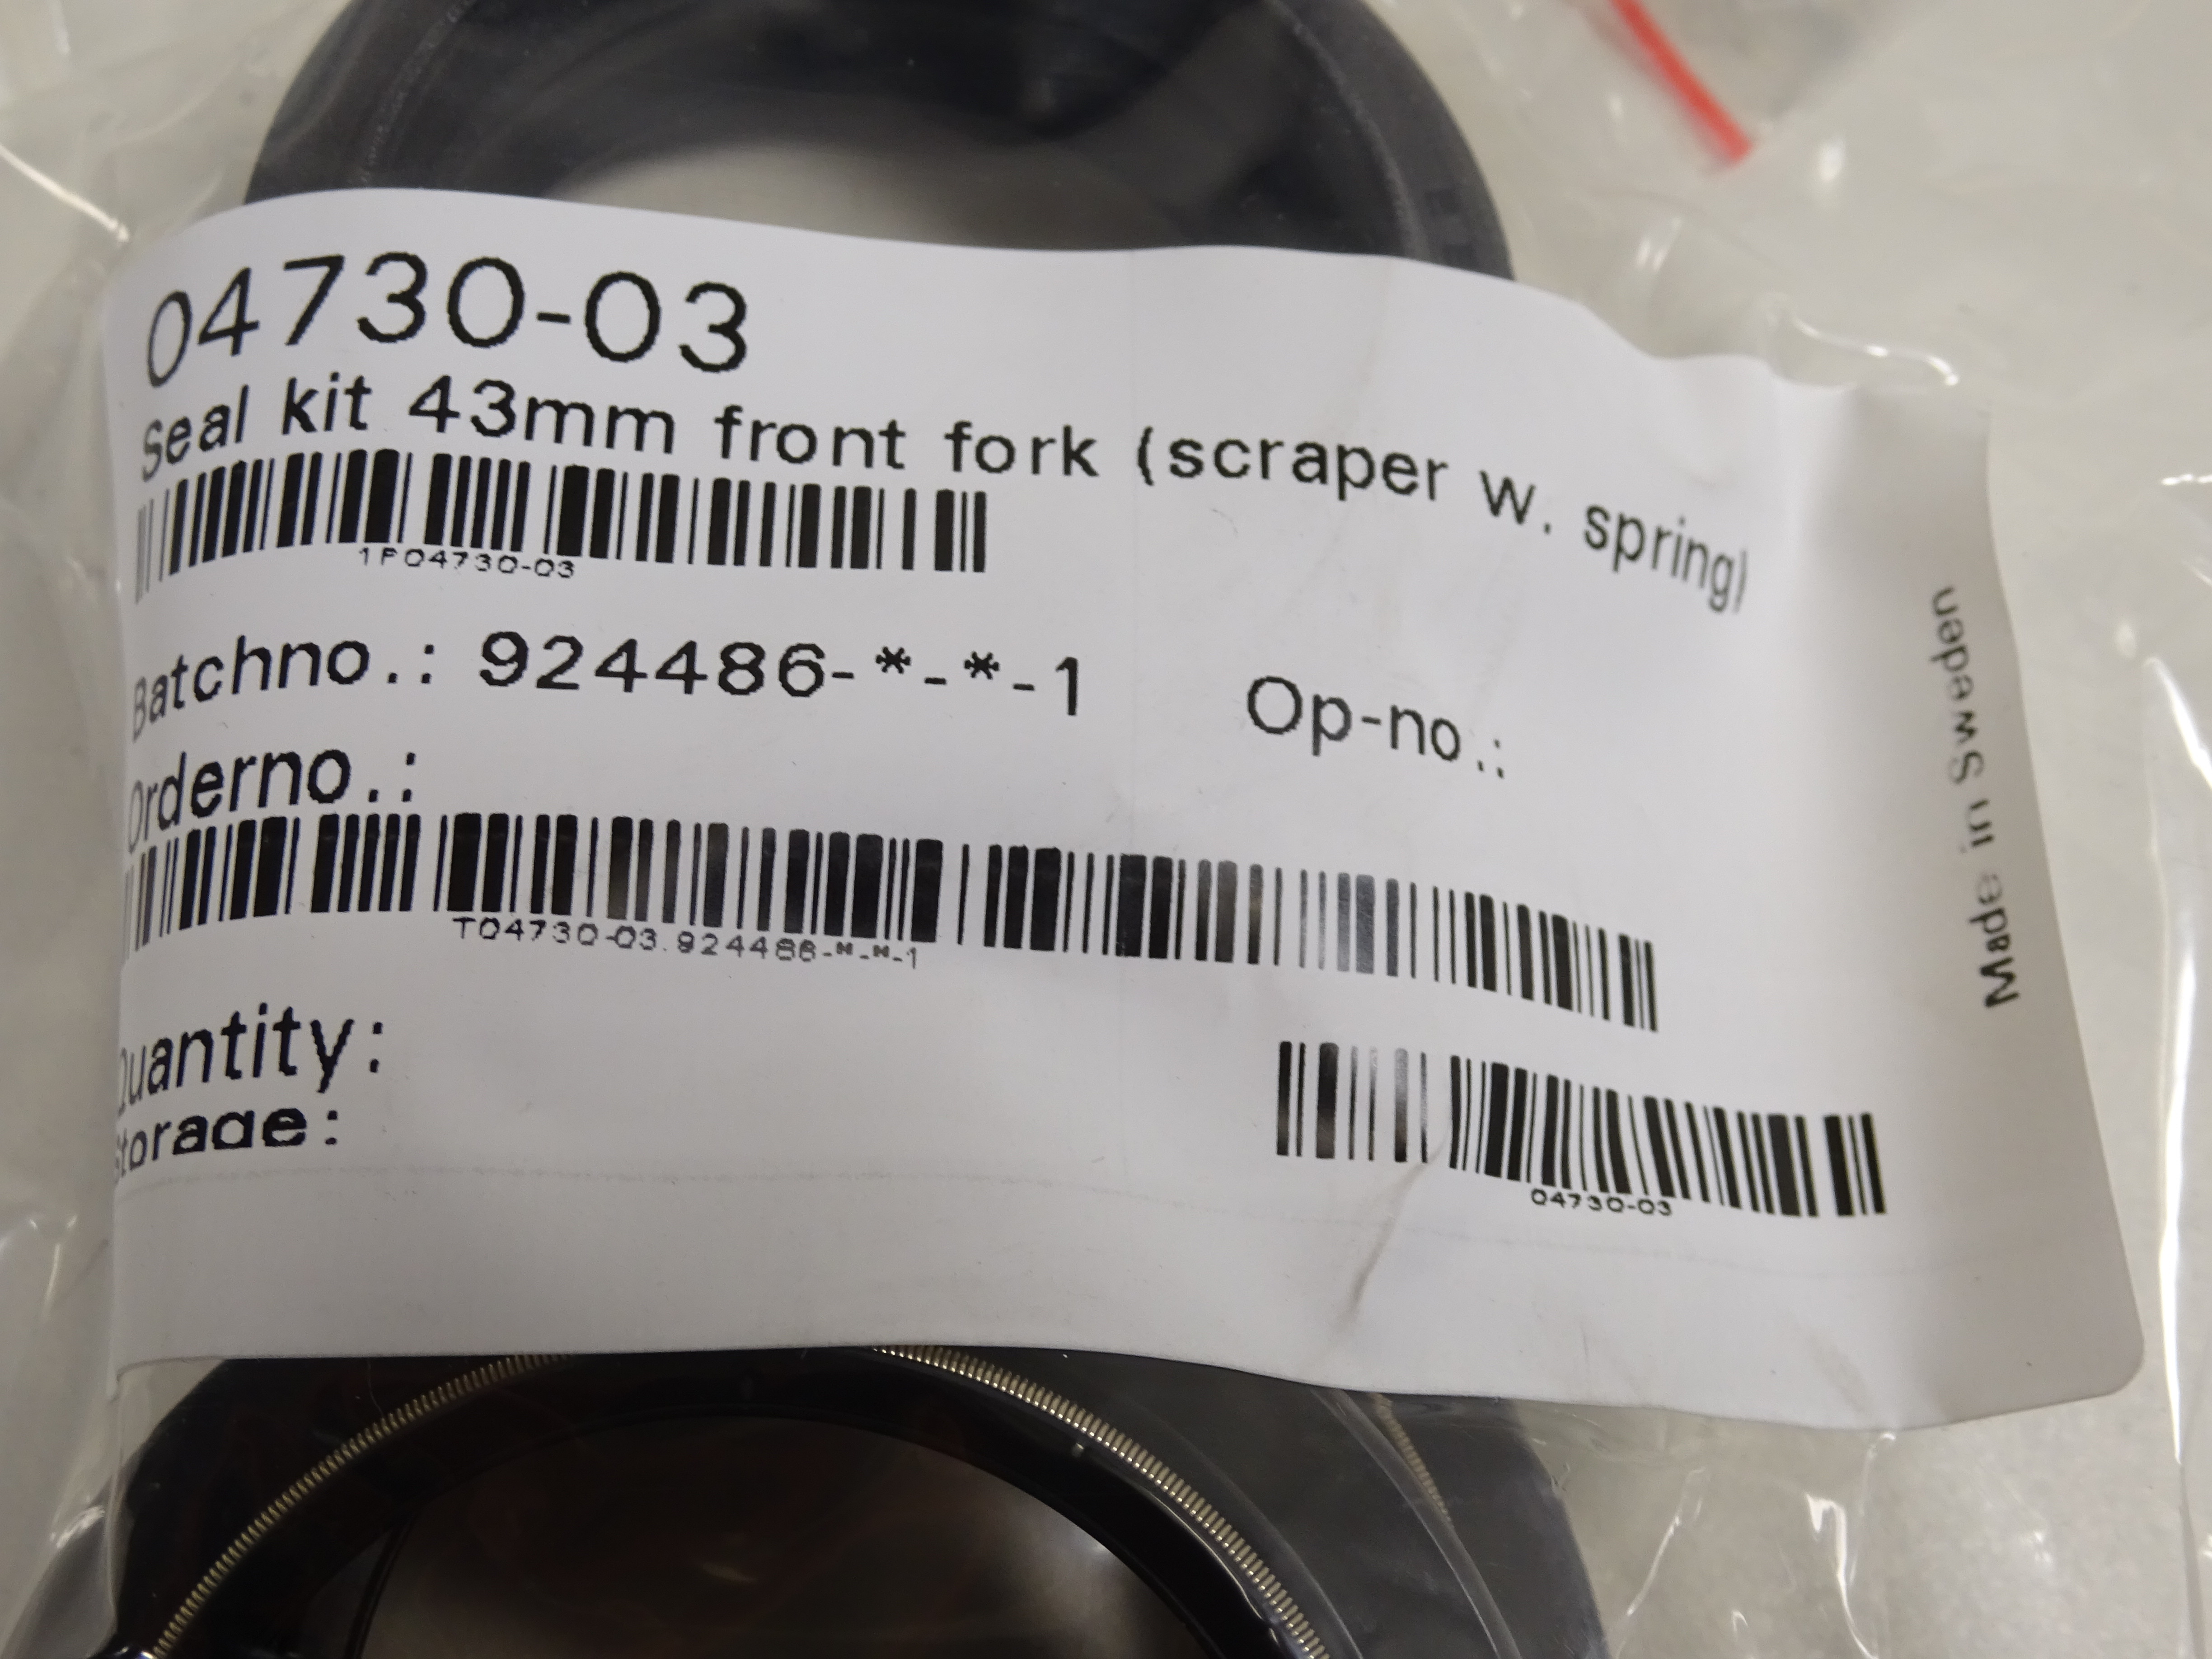 04730-03
Seal kit 43mm front fork (scraper w. spring)
1P04730-03
Batchno.: 924486-*-*-1 Op-no.:
Orderno.:
T04730-03.924486-*-*-1
Quantity:
Storage:
04730-03
Made in Sweden